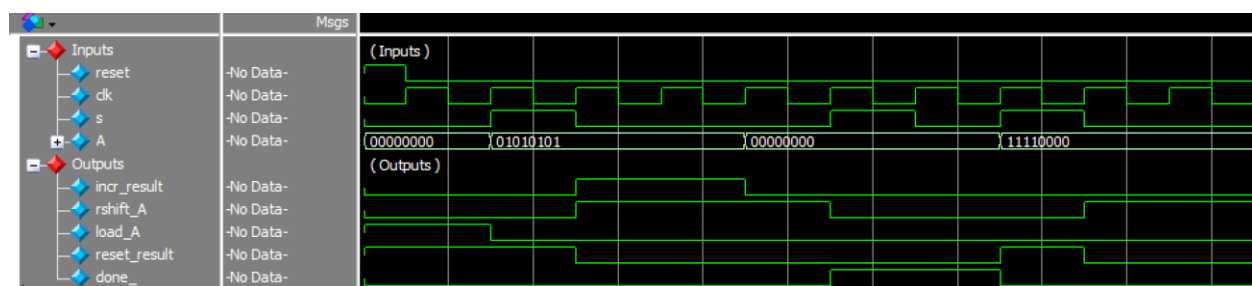 Msgs
Inputs (Inputs)
reset -No Data-
clk -No Data-
s -No Data-
A -No Data- 00000000 01010101 00000000 11110000
Outputs (Outputs)
incr_result -No Data-
rshift_A -No Data-
load_A -No Data-
reset_result -No Data-
done_ -No Data-